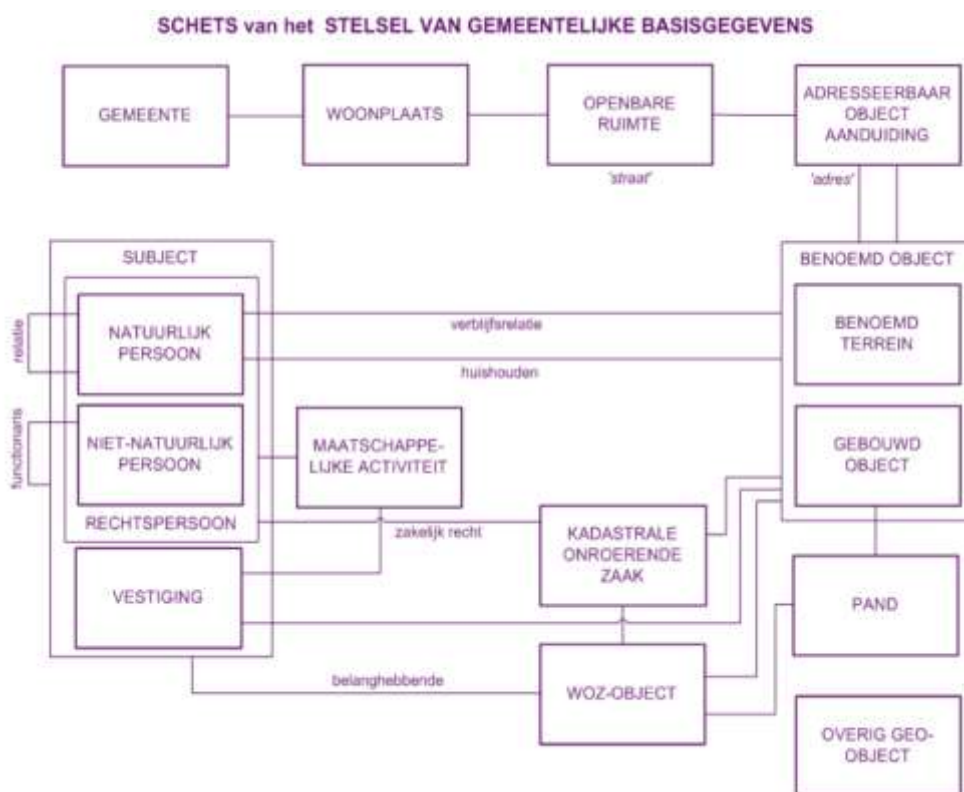 SCHETS van het STELSEL VAN GEMEENTELIJKE BASISGEGEVENS
GEMEENTE
WOONPLAATS
OPENBARE
RUIMTE
ADRESSEERBAAR
OBJECT
AANDUIDING
'straat'
'adres'
SUBJECT
BENOEMD OBJECT
relatie
NATUURLIJK
PERSOON
verblijfsrelatie
huishouden
BENOEMD
TERREIN
functionaris
NIET-NATUURLIJK
PERSOON
MAATSCHAPPE-
LIJKE ACTIVITEIT
GEBOUWD
OBJECT
RECHTSPERSOON
zakelijk recht
KADASTRALE
ONROERENDE
ZAAK
VESTIGING
PAND
belanghebbende
WOZ-OBJECT
OVERIG GEO-
OBJECT